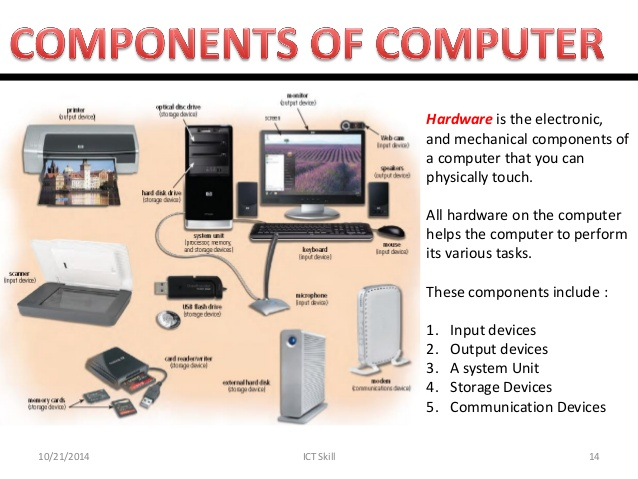 COMPONENTS OF COMPUTER
printer
(output device)
optical disc drive
(storage device)
monitor
(output device)
screen
Web cam
(input device)
speakers
(output device)
hard disk drive
(storage device)
system unit
(processor, memory,
and storage devices)
keyboard
(input device)
mouse
(input device)
scanner
(input device)
USB flash drive
(storage device)
microphone
(input device)
card reader/writer
(storage device)
external hard disk
(storage device)
modem
(communications device)
memory cards
(storage device)
Hardware is the electronic,
and mechanical components of
a computer that you can
physically touch.
All hardware on the computer
helps the computer to perform
its various tasks.
These components include :
1. Input devices
2. Output devices
3. A system Unit
4. Storage Devices
5. Communication Devices
10/21/2014
ICT Skill
14